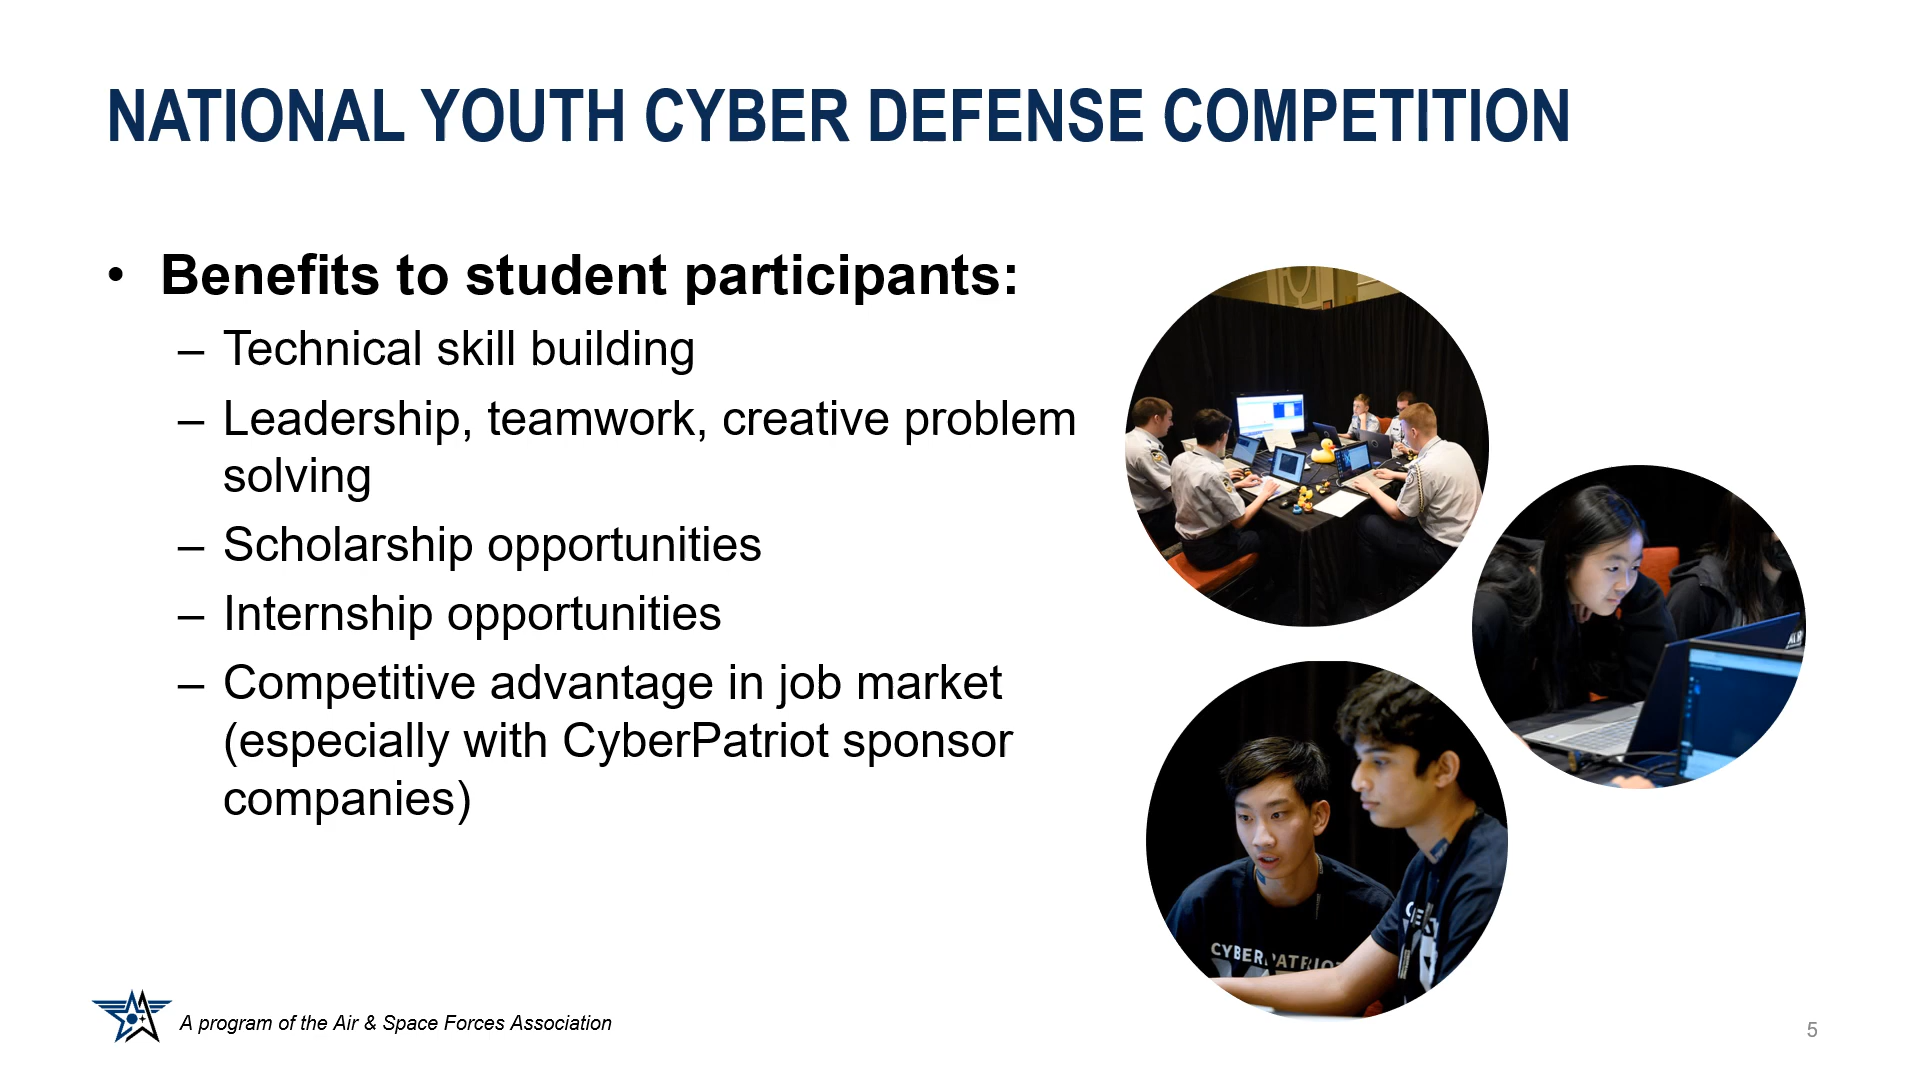 NATIONAL YOUTH CYBER DEFENSE COMPETITION
• Benefits to student participants:
– Technical skill building
– Leadership, teamwork, creative problem
solving
– Scholarship opportunities
– Internship opportunities
– Competitive advantage in job market
(especially with CyberPatriot sponsor
companies)
CYBERPATRIOT
A program of the Air & Space Forces Association
5